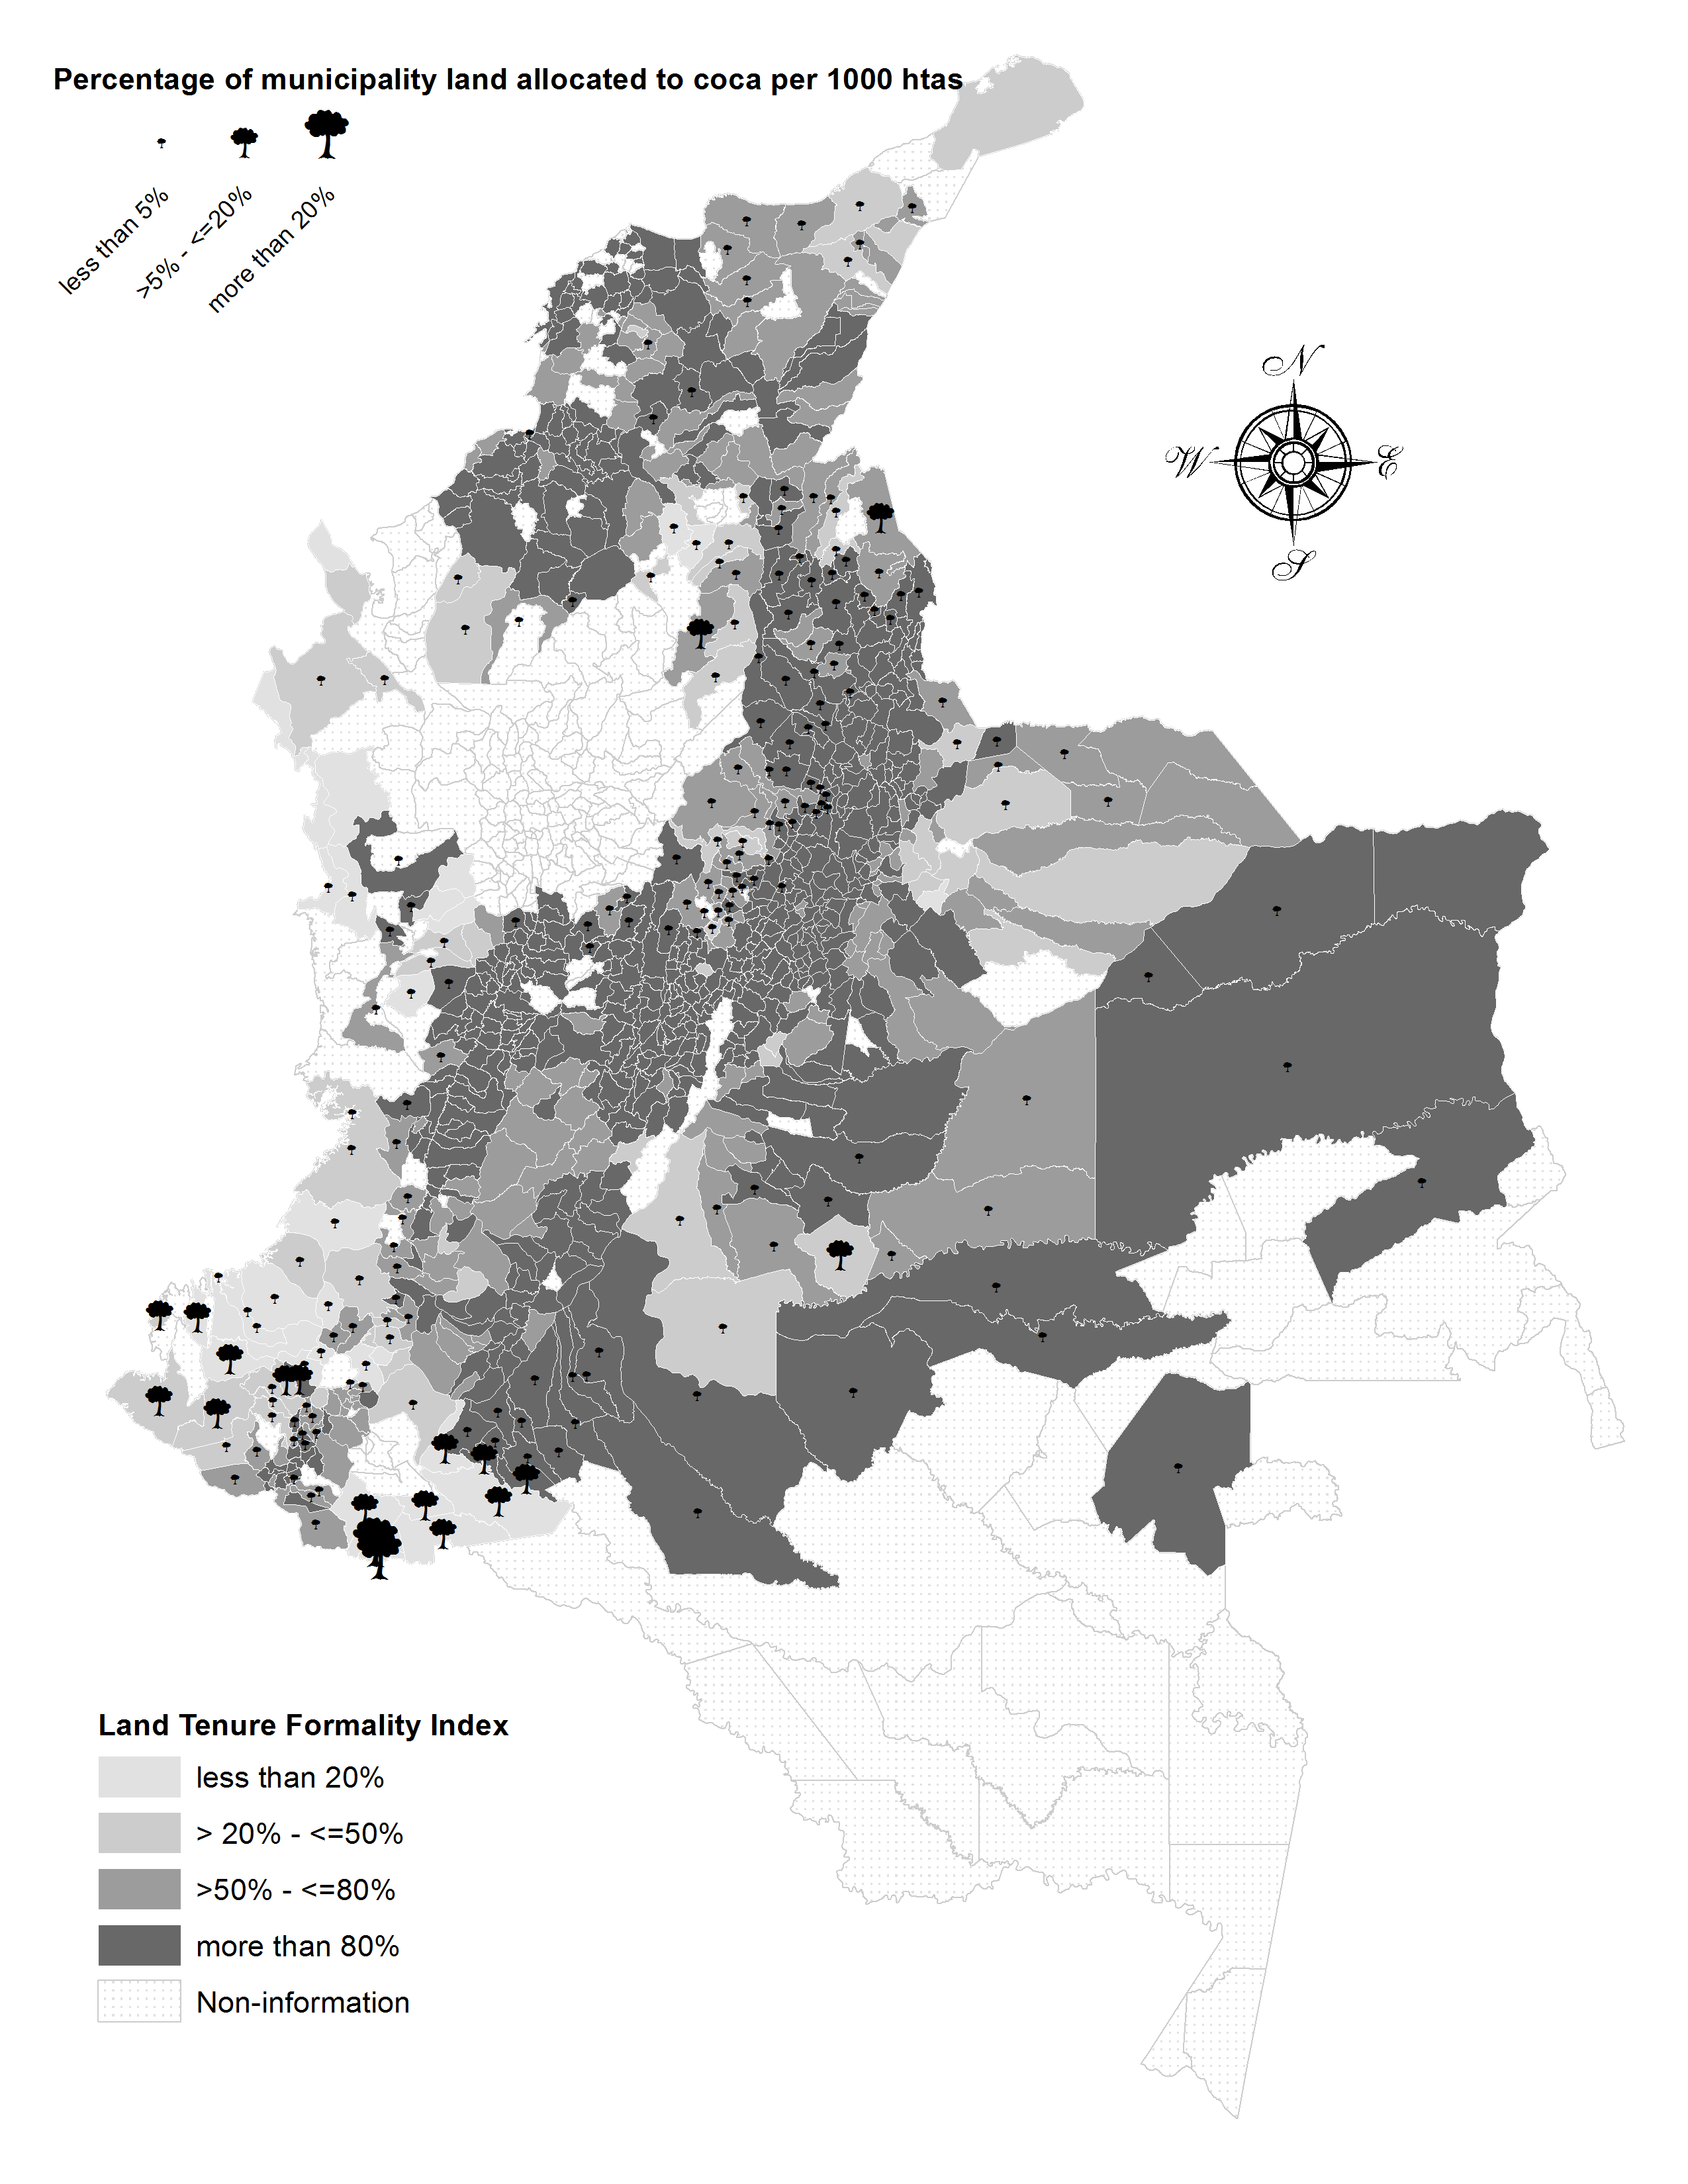 Percentage of municipality land allocated to coca per 1000 htas
less than 5%
>5% - <=20%
more than 20%
N
W
E
S
Land Tenure Formality Index
less than 20%
> 20% - <=50%
>50% - <=80%
more than 80%
Non-information